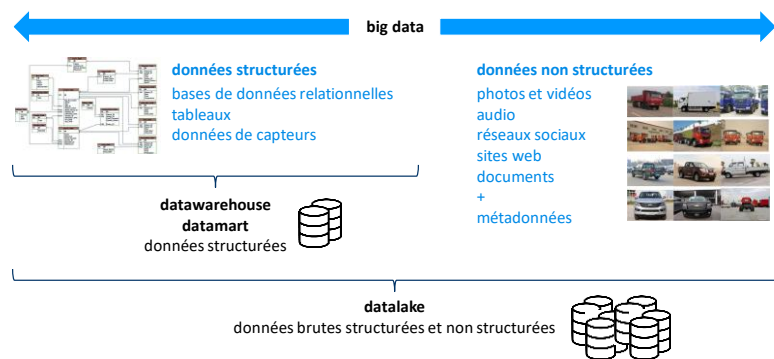 big data
données structurées
bases de données relationnelles
tableaux
données de capteurs
données non structurées
photos et vidéos
audio
réseaux sociaux
sites web
documents
+
métadonnées
datawarehouse
datamart
données structurées
datalake
données brutes structurées et non structurées